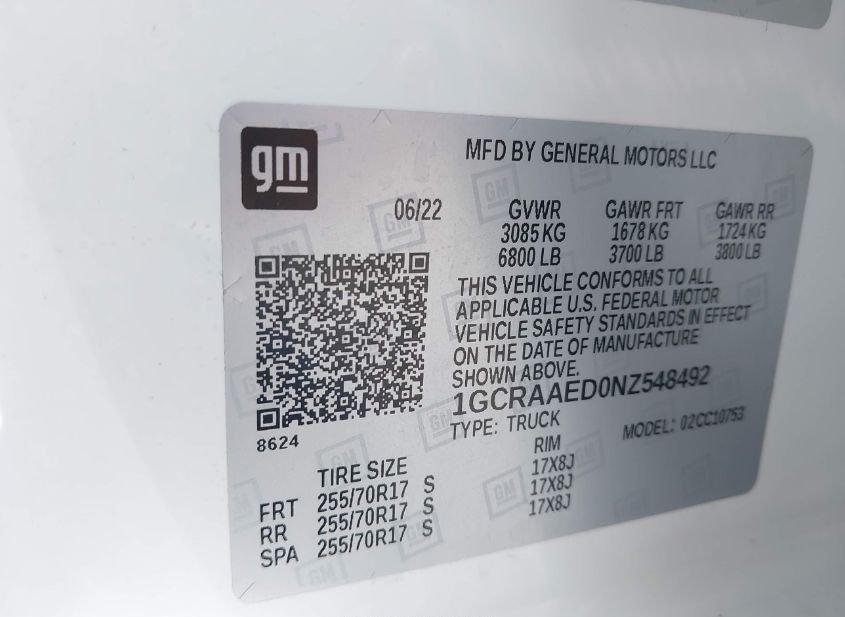 gm
MFD BY GENERAL MOTORS LLC
06/22 GVWR GAWR FRT GAWR RR
3085 KG 1678 KG 1724 KG
6800 LB 3700 LB 3800 LB
THIS VEHICLE CONFORMS TO ALL
APPLICABLE U.S. FEDERAL MOTOR
VEHICLE SAFETY STANDARDS IN EFFECT
ON THE DATE OF MANUFACTURE
SHOWN ABOVE.
1GCRAAED0NZ548492
8624
TYPE: TRUCK MODEL: 02CC10753
TIRE SIZE RIM
FRT 255/70R17 S 17X8J
RR 255/70R17 S 17X8J
SPA 255/70R17 S 17X8J